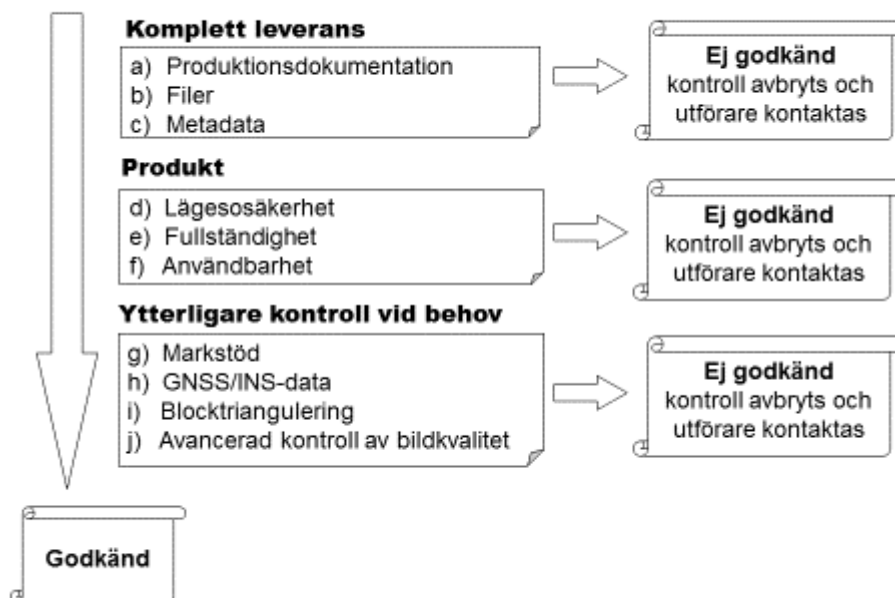 Komplett leverans
a) Produktionsdokumentation
b) Filer
c) Metadata
Ej godkänd
kontroll avbryts och
utförare kontaktas
Produkt
d) Lägesosäkerhet
e) Fullständighet
f) Användbarhet
Ej godkänd
kontroll avbryts och
utförare kontaktas
Ytterligare kontroll vid behov
g) Markstöd
h) GNSS/INS-data
i) Blocktriangulering
j) Avancerad kontroll av bildkvalitet
Ej godkänd
kontroll avbryts och
utförare kontaktas
Godkänd